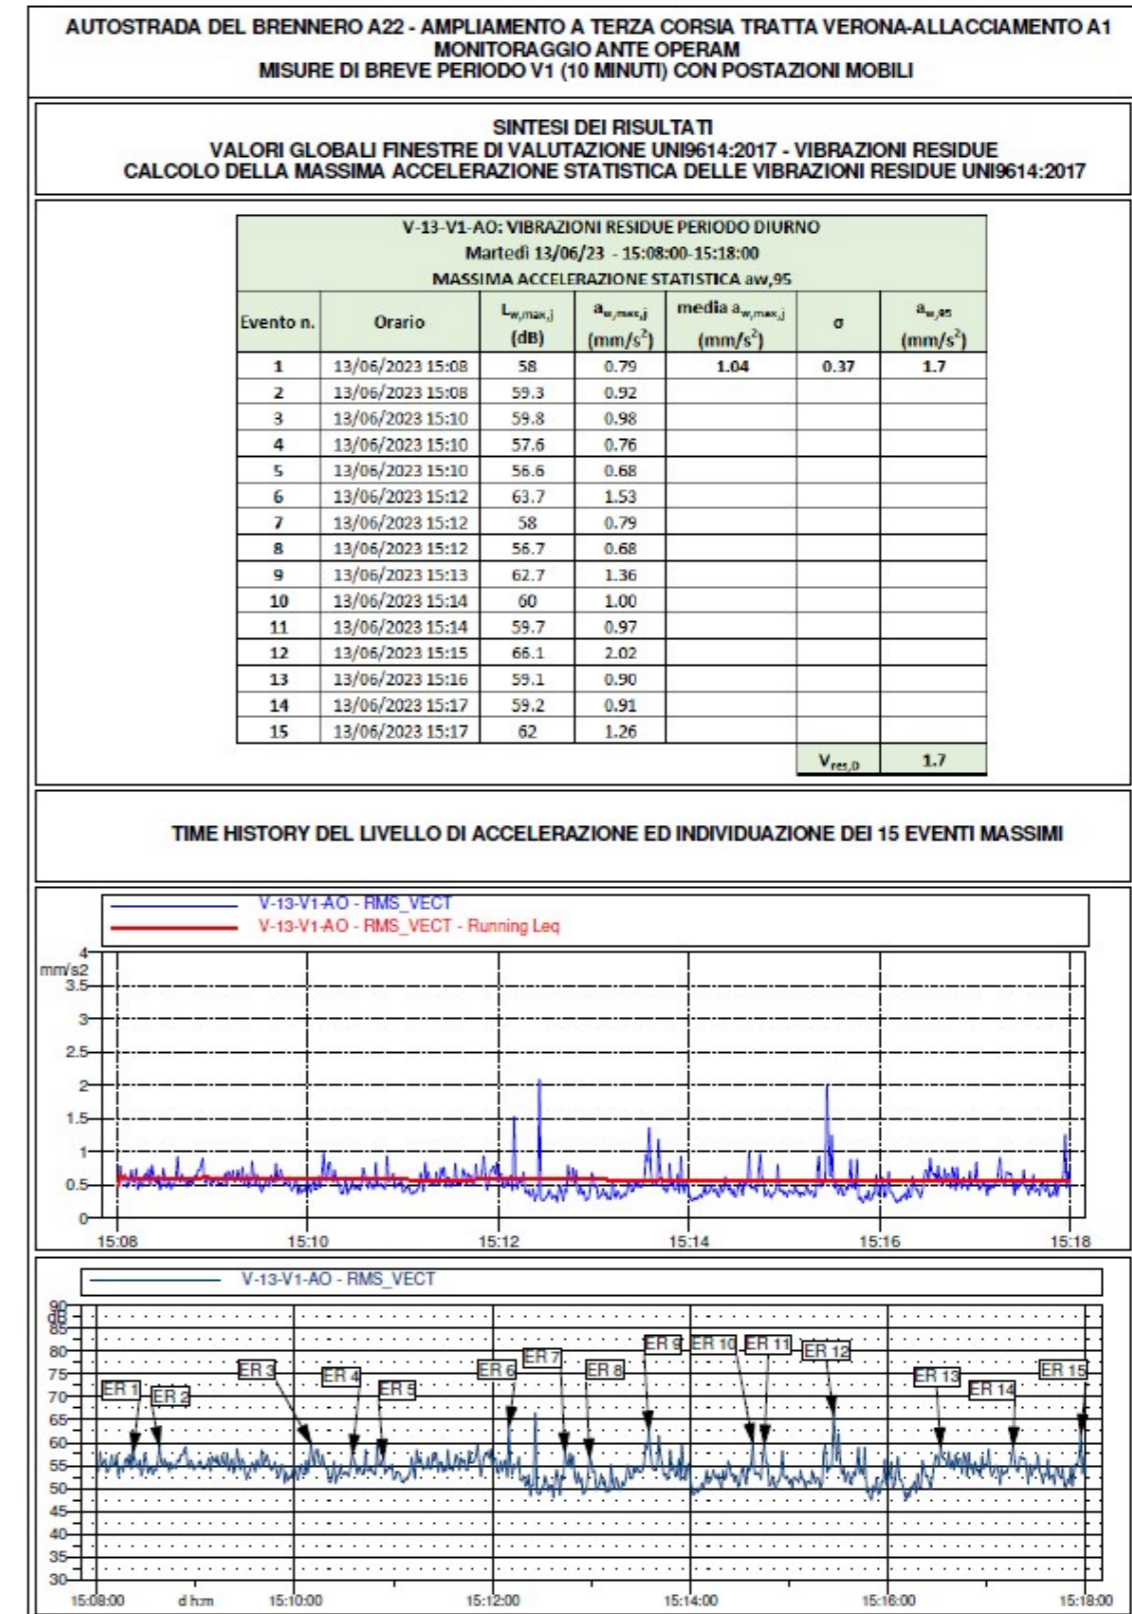 AUTOSTRADA DEL BRENNERO A22 - AMPLIAMENTO A TERZA CORSIA TRATTA VERONA-ALLACCIAMENTO A1
MONITORAGGIO ANTE OPERAM
MISURE DI BREVE PERIODO V1 (10 MINUTI) CON POSTAZIONI MOBILI
SINTESI DEI RISULTATI
VALORI GLOBALI FINESTRE DI VALUTAZIONE UNI9614:2017 - VIBRAZIONI RESIDUE
CALCOLO DELLA MASSIMA ACCELERAZIONE STATISTICA DELLE VIBRAZIONI RESIDUE UNI9614:2017
V-13-V1-AO: VIBRAZIONI RESIDUE PERIODO DIURNO
Martedì 13/06/23 - 15:08:00-15:18:00
MASSIMA ACCELERAZIONE STATISTICA aw,95
Evento n. Orario Lw,max,j (dB) aw,max,j (mm/s²) media aw,max,j (mm/s²) σ aw,95 (mm/s²)
1 13/06/2023 15:08 58 0.79 1.04 0.37 1.7
2 13/06/2023 15:08 59.3 0.92
3 13/06/2023 15:10 59.8 0.98
4 13/06/2023 15:10 57.6 0.76
5 13/06/2023 15:10 56.6 0.68
6 13/06/2023 15:12 63.7 1.53
7 13/06/2023 15:12 58 0.79
8 13/06/2023 15:12 56.7 0.68
9 13/06/2023 15:13 62.7 1.36
10 13/06/2023 15:14 60 1.00
11 13/06/2023 15:14 59.7 0.97
12 13/06/2023 15:15 66.1 2.02
13 13/06/2023 15:16 59.1 0.90
14 13/06/2023 15:17 59.2 0.91
15 13/06/2023 15:17 62 1.26
Vres,D 1.7
TIME HISTORY DEL LIVELLO DI ACCELERAZIONE ED INDIVIDUAZIONE DEI 15 EVENTI MASSIMI
V-13-V1-AO - RMS_VECT
V-13-V1-AO - RMS_VECT - Running Leq
4
mm/s2
3.5
3
2.5
2
1.5
1
0.5
0
15:08 15:10 15:12 15:14 15:16 15:18
V-13-V1-AO - RMS_VECT
90
dB
85
80
75
70
65
60
55
50
45
40
35
30
ER 1 ER 2 ER 3 ER 4 ER 5 ER 6 ER 7 ER 8 ER 9 ER 10 ER 11 ER 12 ER 13 ER 14 ER 15
15:08:00 d h:m 15:10:00 15:12:00 15:14:00 15:16:00 15:18:00